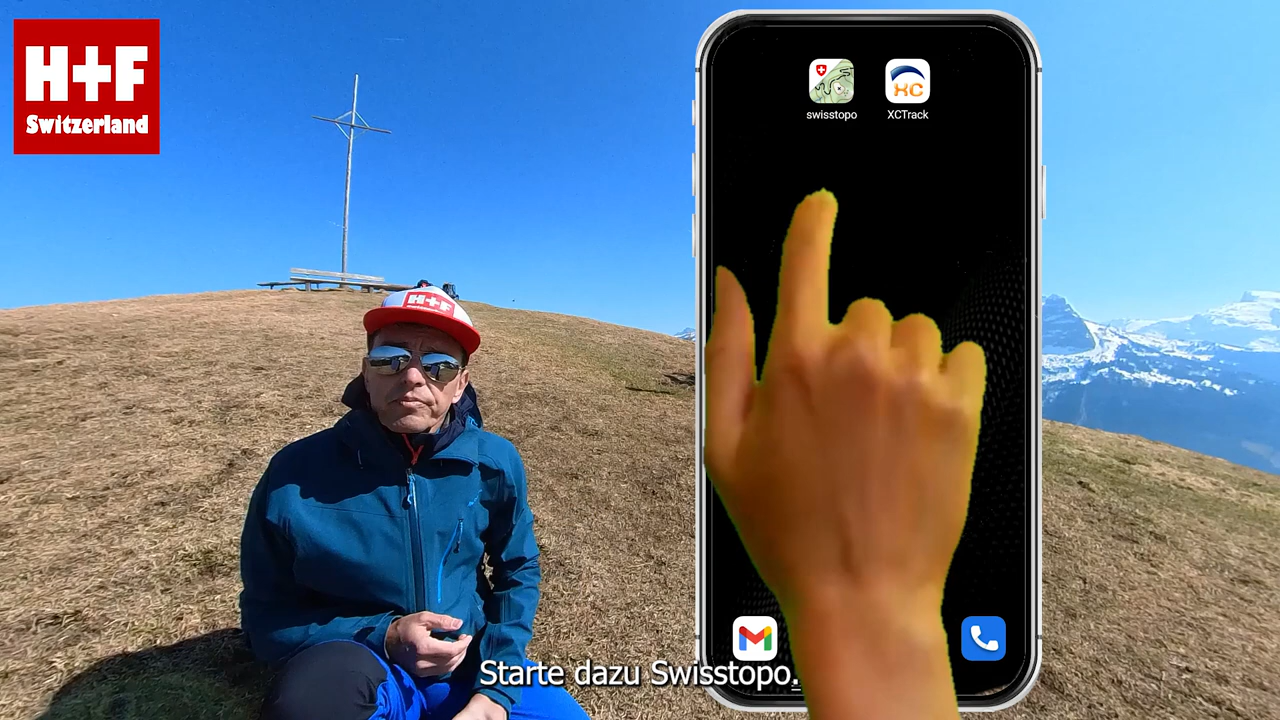 H+F
Switzerland
swisstopo
XCTrack
XC
H+F
Starte dazu Swisstopo.